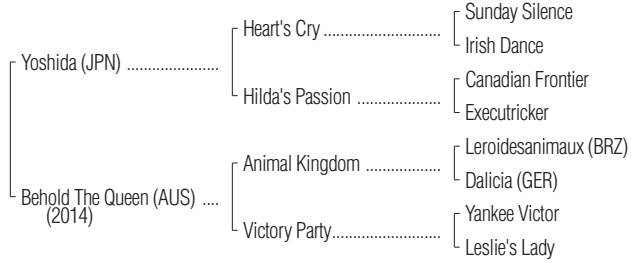 Sunday Silence
Heart's Cry ........................
Irish Dance
Yoshida (JPN) ......................
Canadian Frontier
Hilda's Passion ....................
Executricker
Leroidesanimaux (BRZ)
Animal Kingdom ..................
Dalicia (GER)
Behold The Queen (AUS) ....
(2014)
Yankee Victor
Victory Party..........................
Leslie's Lady